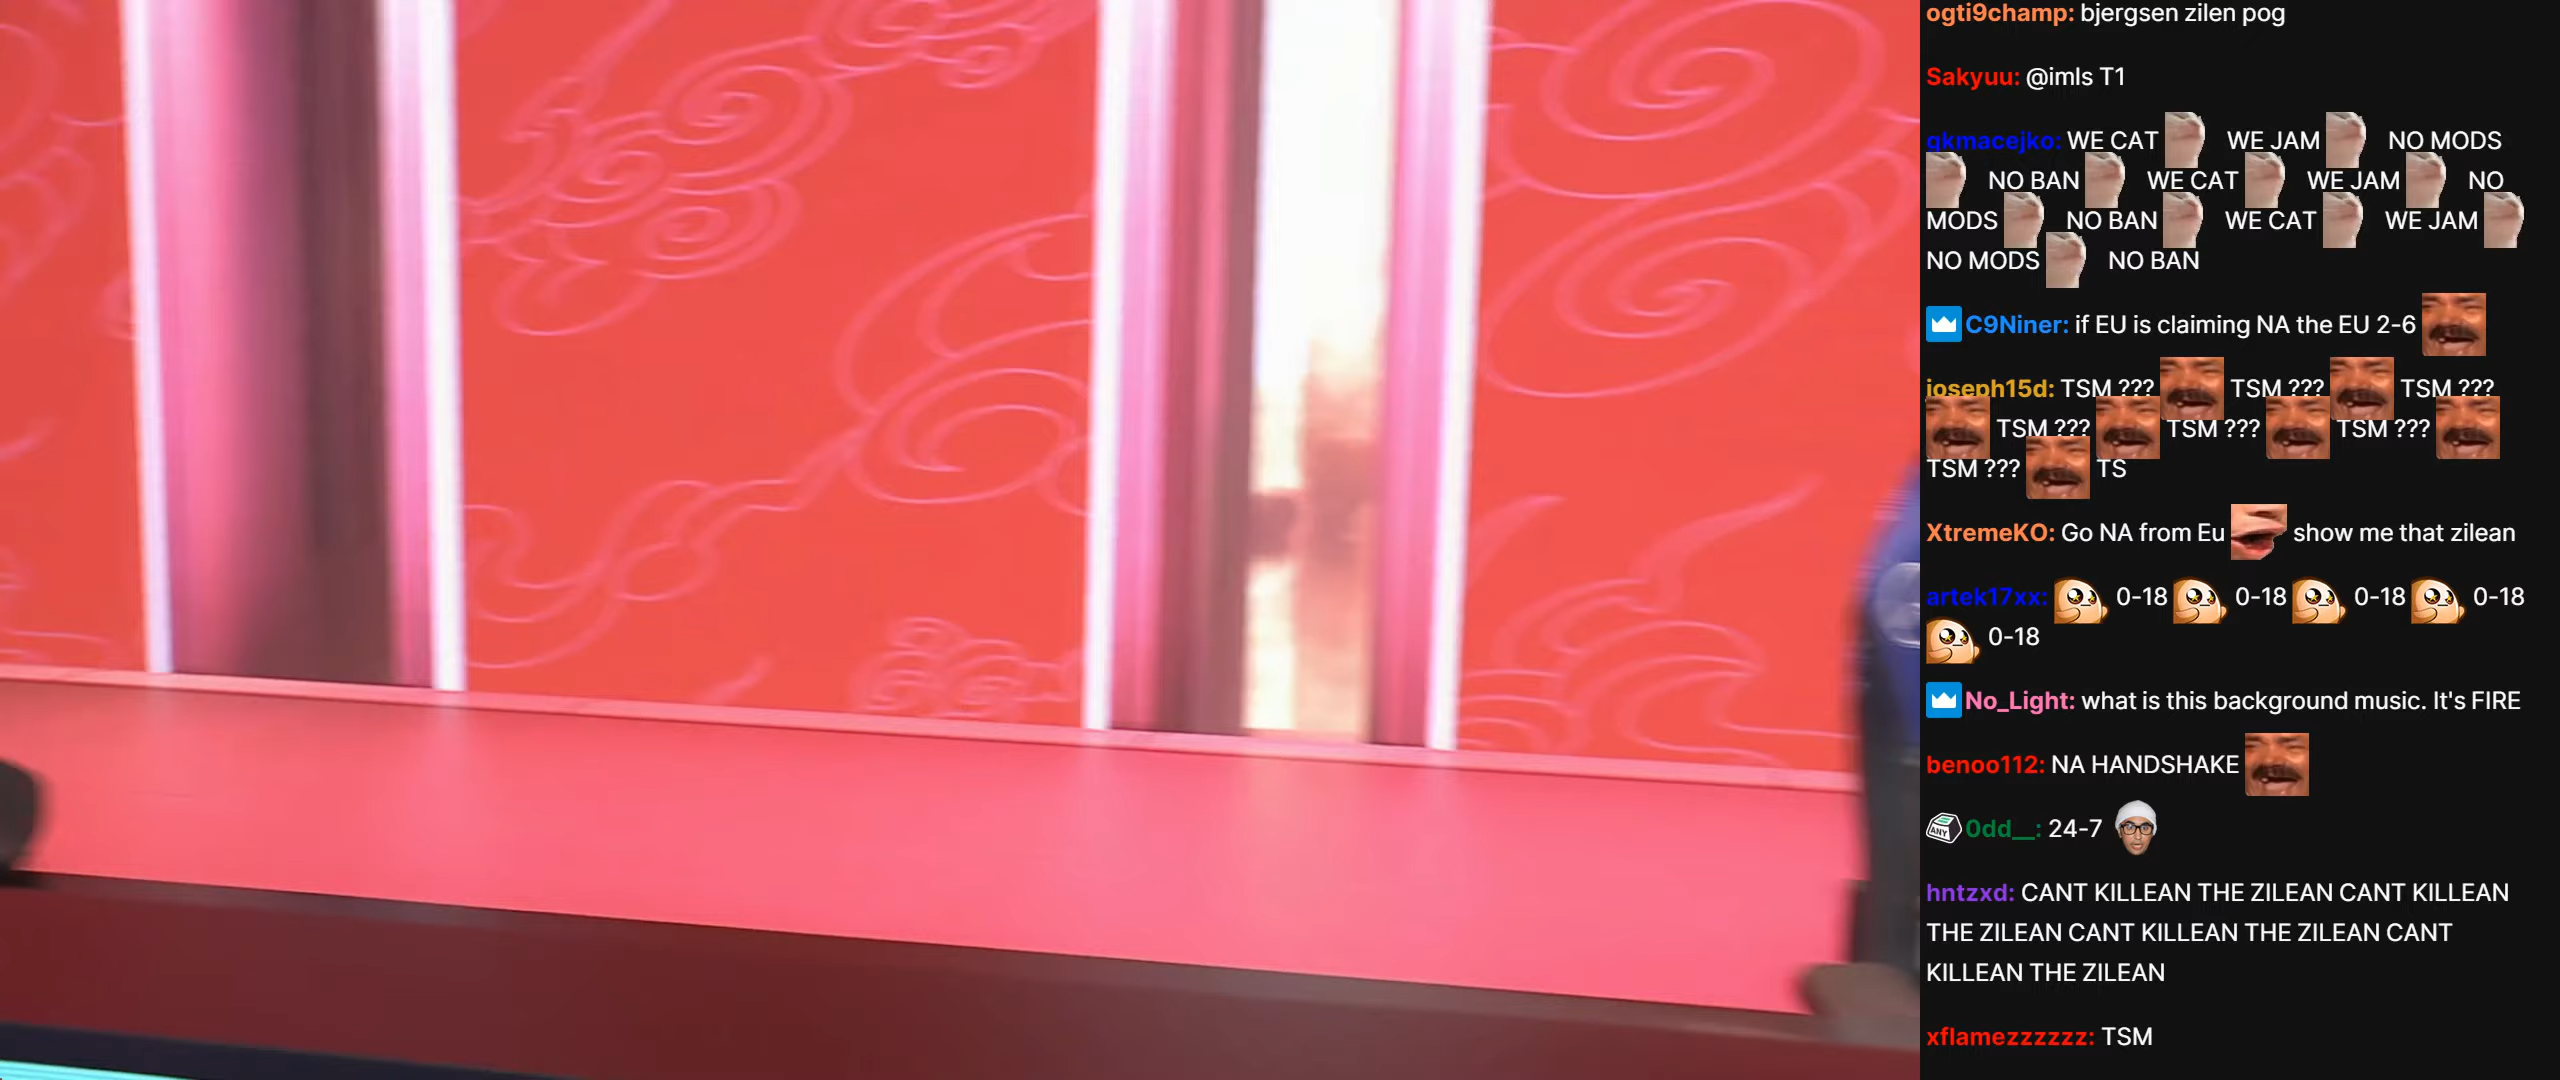 ogti9champ: bjergsen zilen pog
Sakyuu: @imls T1
qkmacejko: WE CAT WE JAM NO MODS
NO BAN WE CAT WE JAM NO
MODS NO BAN WE CAT WE JAM
NO MODS NO BAN
C9Niner: if EU is claiming NA the EU 2-6
joseph15d: TSM ??? TSM ??? TSM ???
TSM ??? TSM ??? TSM ???
TSM ??? TS
XtremeKO: Go NA from Eu show me that zilean
artek17xx: 0-18 0-18 0-18 0-18
0-18
No_Light: what is this background music. It's FIRE
benoo112: NA HANDSHAKE
ANY 0dd__: 24-7
hntzxd: CANT KILLEAN THE ZILEAN CANT KILLEAN
THE ZILEAN CANT KILLEAN THE ZILEAN CANT
KILLEAN THE ZILEAN
xflamezzzzzz: TSM